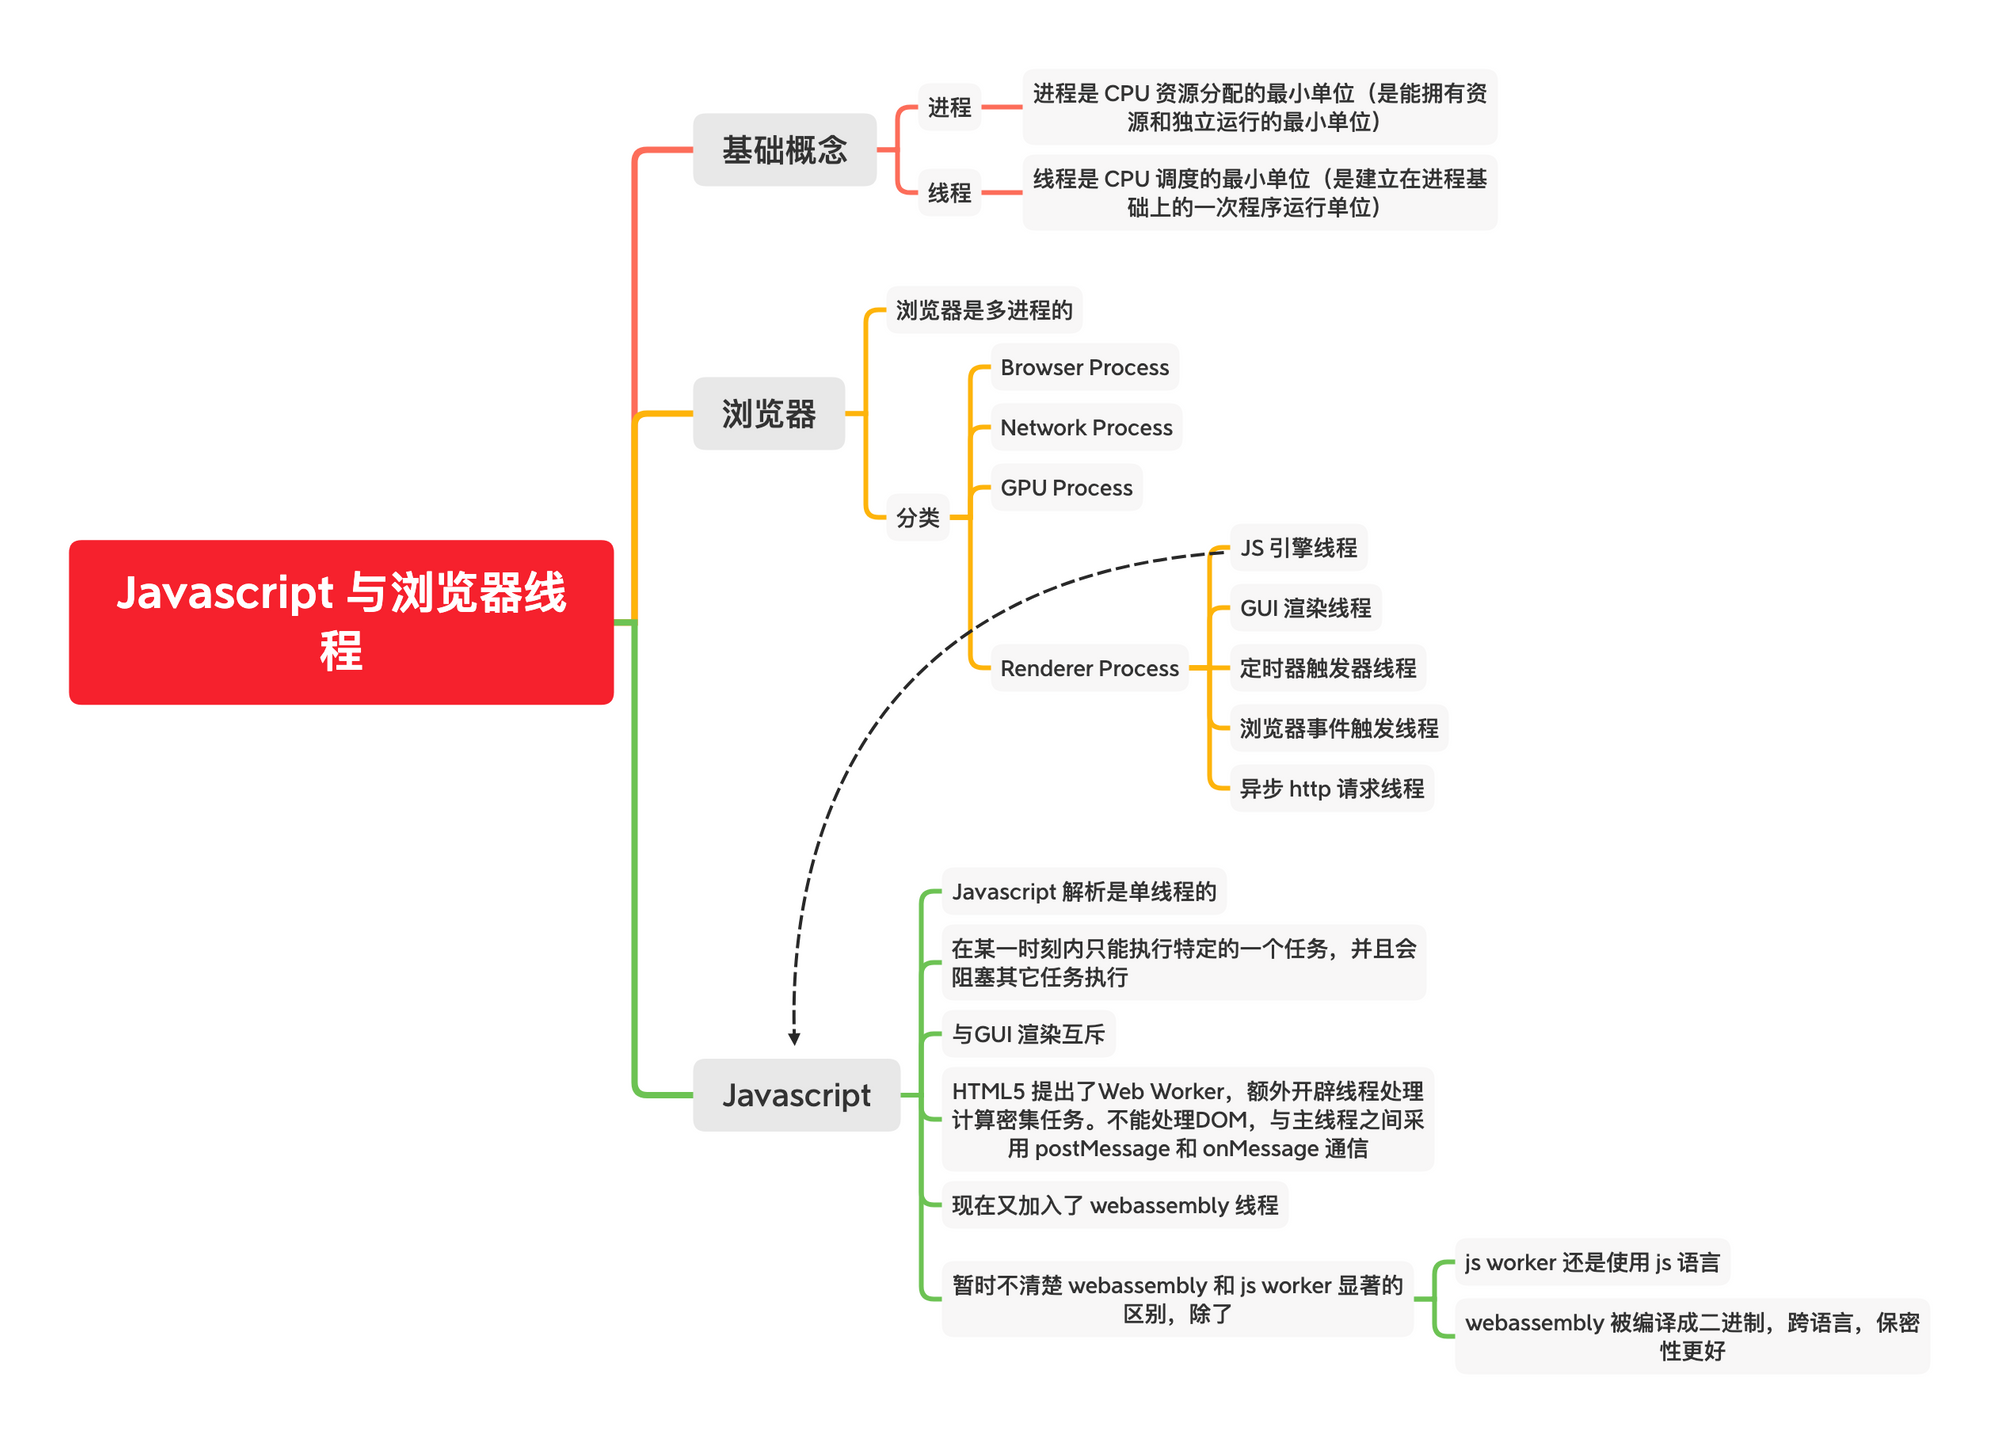 Javascript 与浏览器线
程
基础概念
进程
进程是 CPU 资源分配的最小单位（是能拥有资
源和独立运行的最小单位）
线程
线程是 CPU 调度的最小单位（是建立在进程基
础上的一次程序运行单位）
浏览器
浏览器是多进程的
分类
Browser Process
Network Process
GPU Process
Renderer Process
JS 引擎线程
GUI 渲染线程
定时器触发器线程
浏览器事件触发线程
异步 http 请求线程
Javascript
Javascript 解析是单线程的
在某一时刻内只能执行特定的一个任务，并且会
阻塞其它任务执行
与GUI 渲染互斥
HTML5 提出了Web Worker，额外开辟线程处理
计算密集任务。不能处理DOM，与主线程之间采
用 postMessage 和 onMessage 通信
现在又加入了 webassembly 线程
暂时不清楚 webassembly 和 js worker 显著的
区别，除了
js worker 还是使用 js 语言
webassembly 被编译成二进制，跨语言，保密
性更好